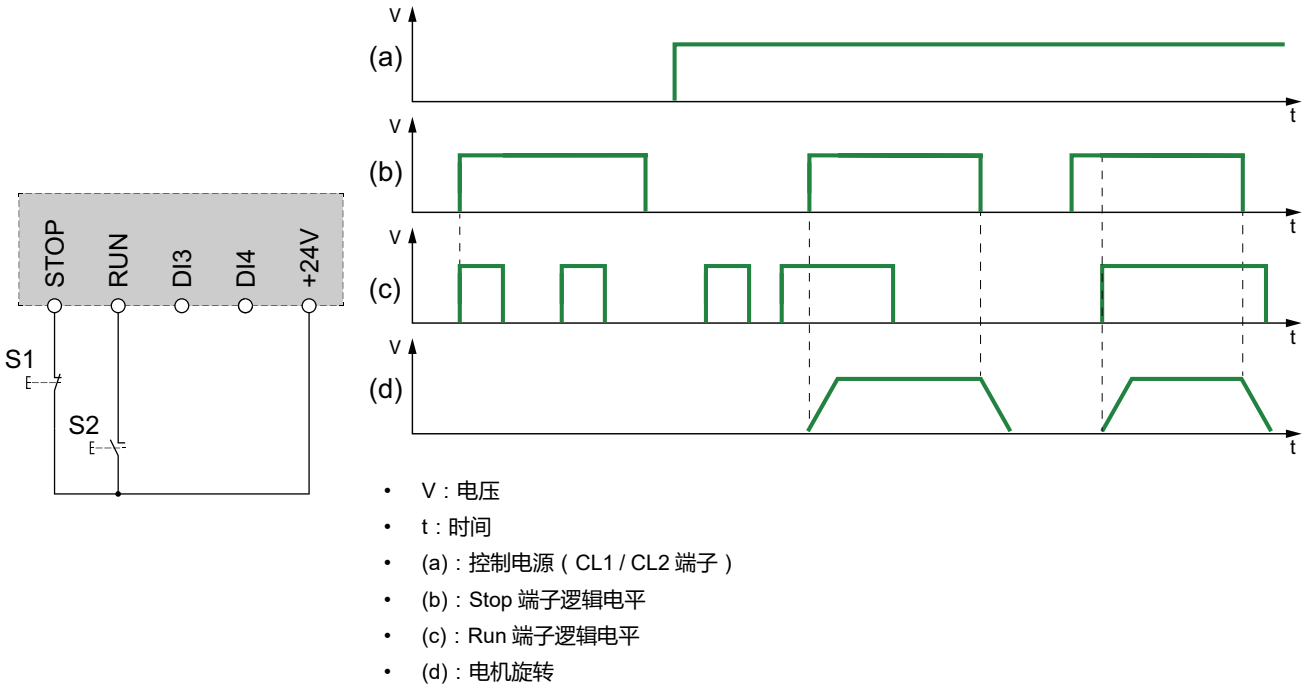 V
(a)
t
V
(b)
t
V
(c)
t
V
(d)
t
STOP
RUN
DI3
DI4
+24V
S1
S2
• V：电压
• t：时间
• (a)：控制电源（CL1 / CL2 端子）
• (b)：Stop 端子逻辑电平
• (c)：Run 端子逻辑电平
• (d)：电机旋转